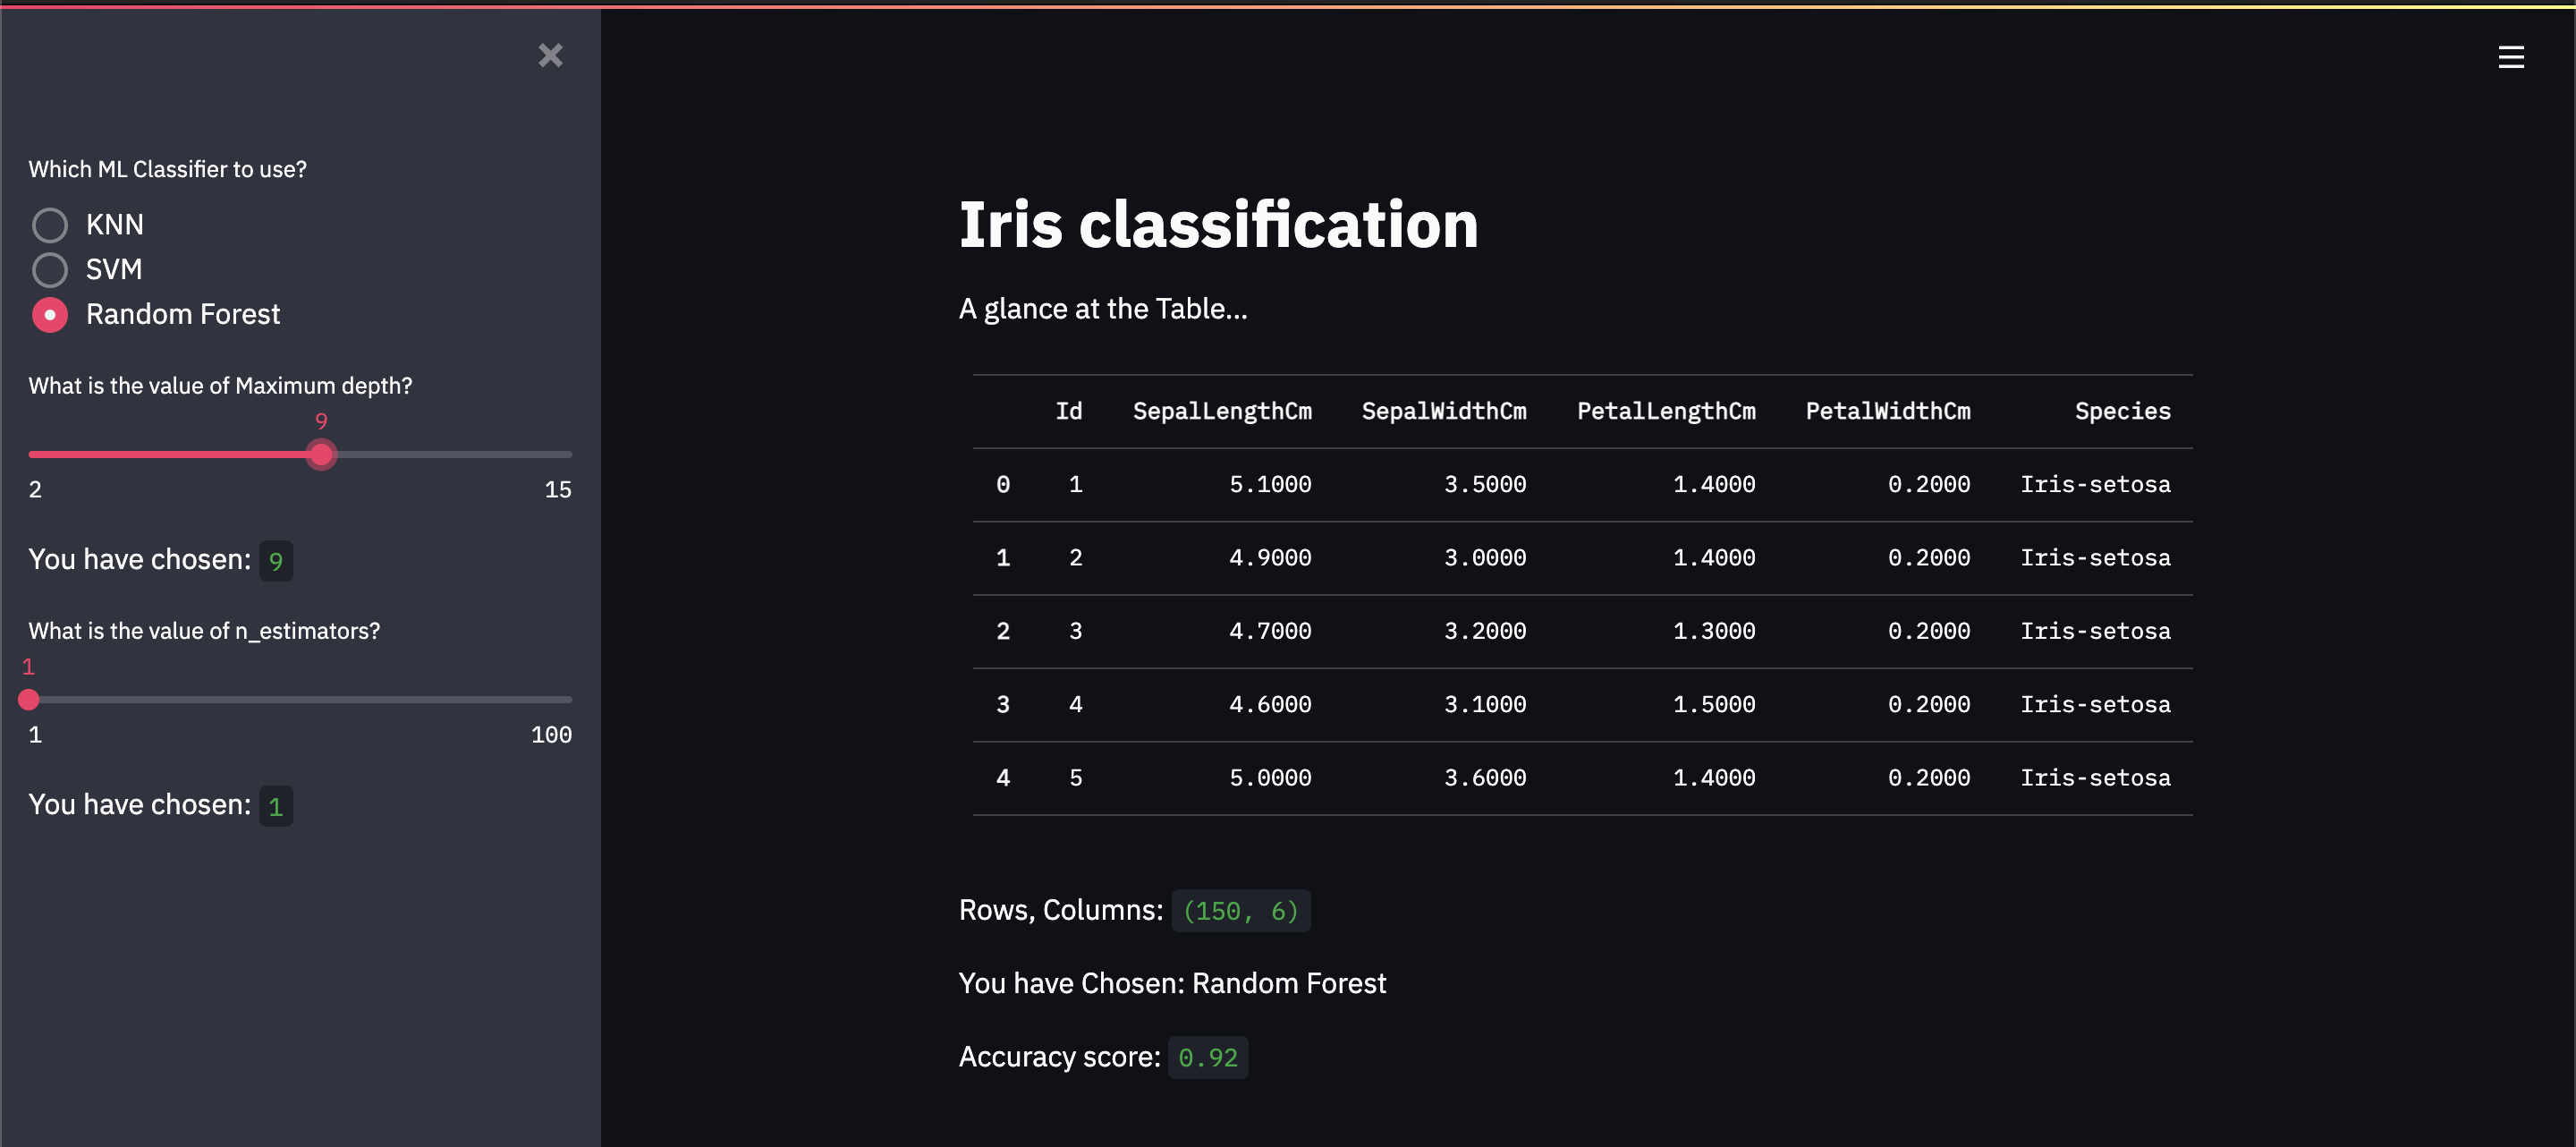 Which ML Classifier to use?
KNN
SVM
Random Forest
What is the value of Maximum depth?
9
2 15
You have chosen: 9
What is the value of n_estimators?
1
1 100
You have chosen: 1
Iris classification
A glance at the Table...
Id SepalLengthCm SepalWidthCm PetalLengthCm PetalWidthCm Species
0 1 5.1000 3.5000 1.4000 0.2000 Iris-setosa
1 2 4.9000 3.0000 1.4000 0.2000 Iris-setosa
2 3 4.7000 3.2000 1.3000 0.2000 Iris-setosa
3 4 4.6000 3.1000 1.5000 0.2000 Iris-setosa
4 5 5.0000 3.6000 1.4000 0.2000 Iris-setosa
Rows, Columns: (150, 6)
You have Chosen: Random Forest
Accuracy score: 0.92